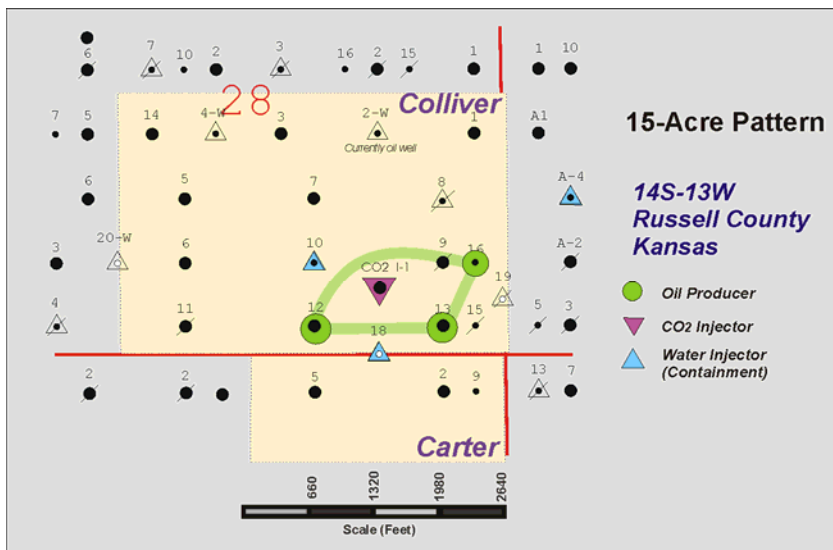 6 7 10 2 3 16 2 15 1 1 10
28 Colliver
7 5 14 4-W 3 2-W 1 A1
Currently oil well
15-Acre Pattern
6 5 7 8 A-4
14S-13W
Russell County
Kansas
3 20-W 6 10 9 16 A-2
CO2 I-1
19
Oil Producer
4 11 12 13 15 5 3
CO2 Injector
18
Water Injector
(Containment)
2 2 5 2 9 13 7
Carter
660 1320 1980 2640
Scale (Feet)